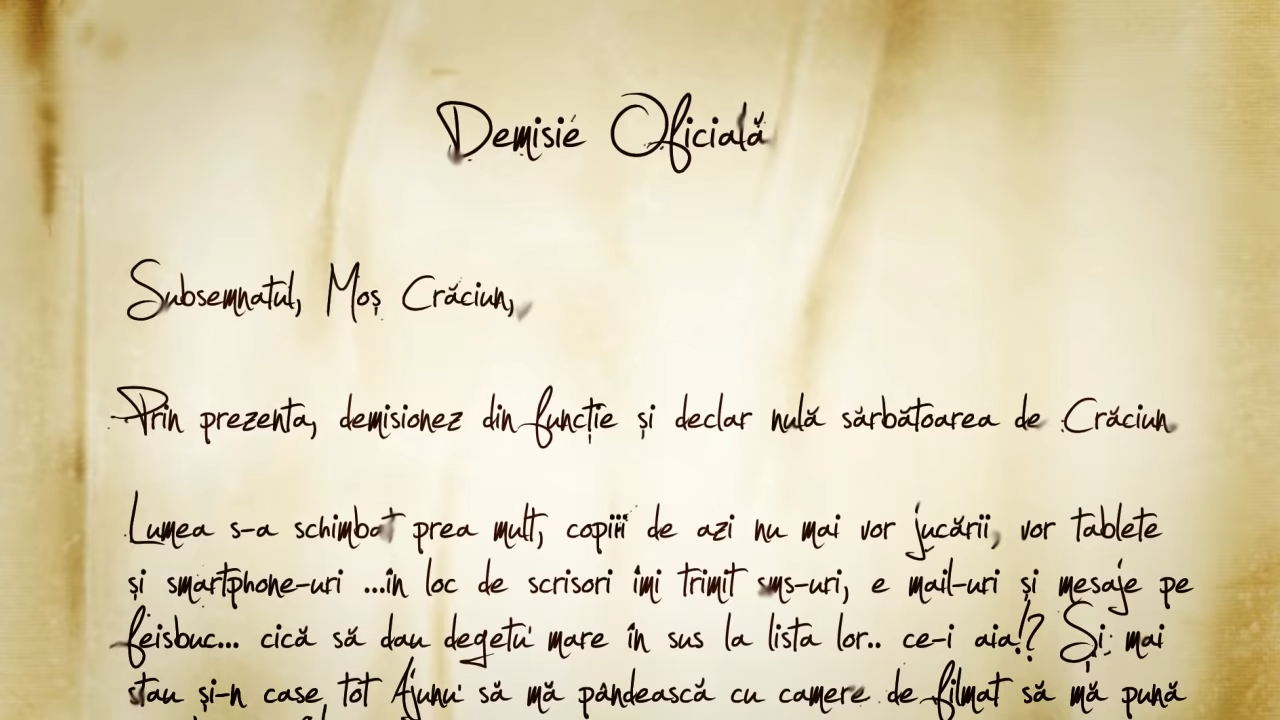 Demisie Oficială
Subsemnatul, Moș Crăciun,
Prin prezenta, demisionez din funcție și declar nulă sărbătoarea de Crăciun
Lumea s-a schimbat prea mult, copiii de azi nu mai vor jucării, vor tablete
și smartphone-uri ...în loc de scrisori îmi trimit sms-uri, e mail-uri și mesaje pe
feisbuc... cică să dau degetu' mare în sus la lista lor.. ce-i aia!? Și mai
stau și-n case tot Ajunu' să mă pândească cu camere de filmat să mă pună